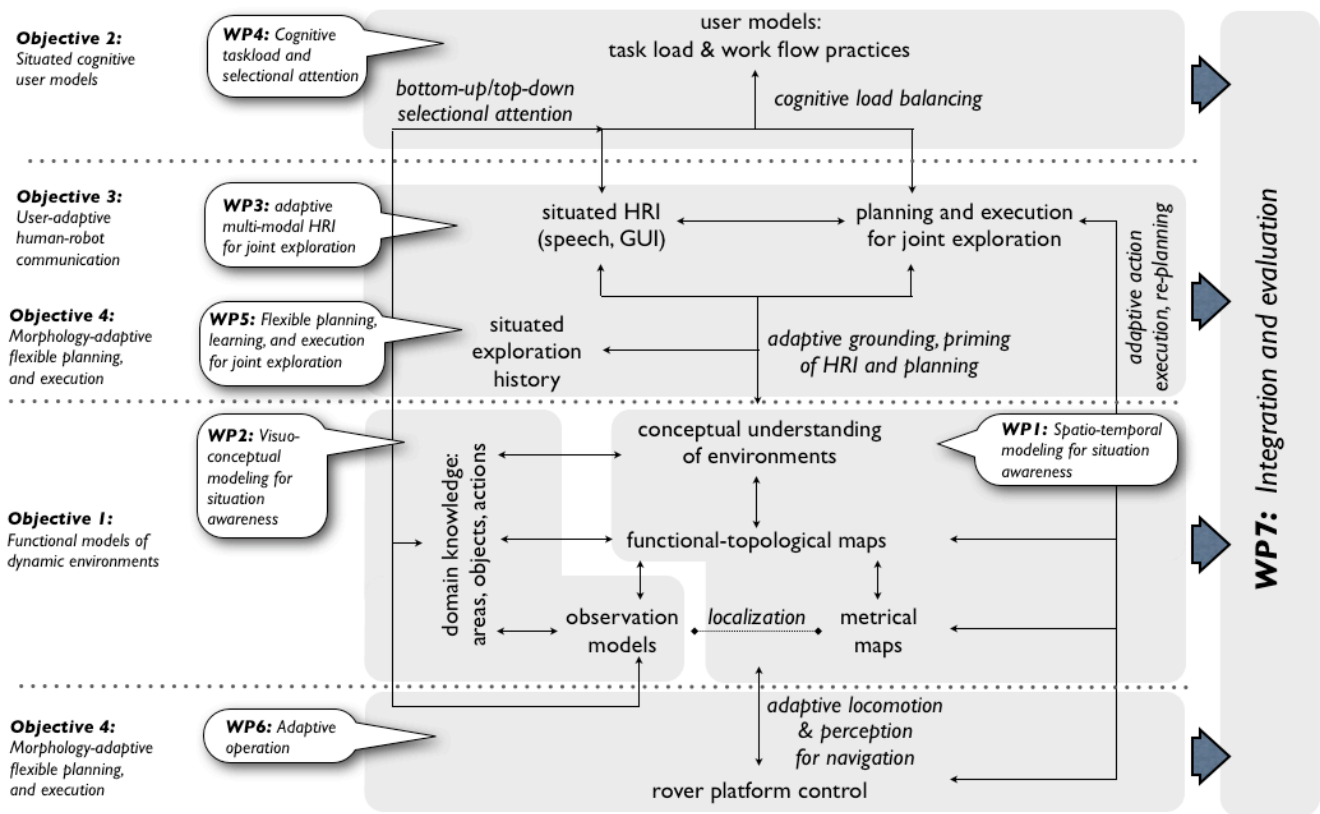 Objective 2:
Situated cognitive
user models
WP4: Cognitive
taskload and
selectional attention
user models:
task load & work flow practices
bottom-up/top-down
selectional attention
cognitive load balancing
Objective 3:
User-adaptive
human-robot
communication
WP3: adaptive
multi-modal HRI
for joint exploration
situated HRI
(speech, GUI)
planning and execution
for joint exploration
adaptive action
execution, re-planning
Objective 4:
Morphology-adaptive
flexible planning,
and execution
WP5: Flexible planning,
learning, and execution
for joint exploration
situated
exploration
history
adaptive grounding, priming
of HRI and planning
WP2: Visuo-
conceptual
modeling for
situation
awareness
conceptual understanding
of environments
WP1: Spatio-temporal
modeling for situation
awareness
Objective 1:
Functional models of
dynamic environments
domain knowledge:
areas, objects, actions
functional-topological maps
observation
models
localization
metrical
maps
Objective 4:
Morphology-adaptive
flexible planning,
and execution
WP6: Adaptive
operation
adaptive locomotion
& perception
for navigation
rover platform control
WP7: Integration and evaluation